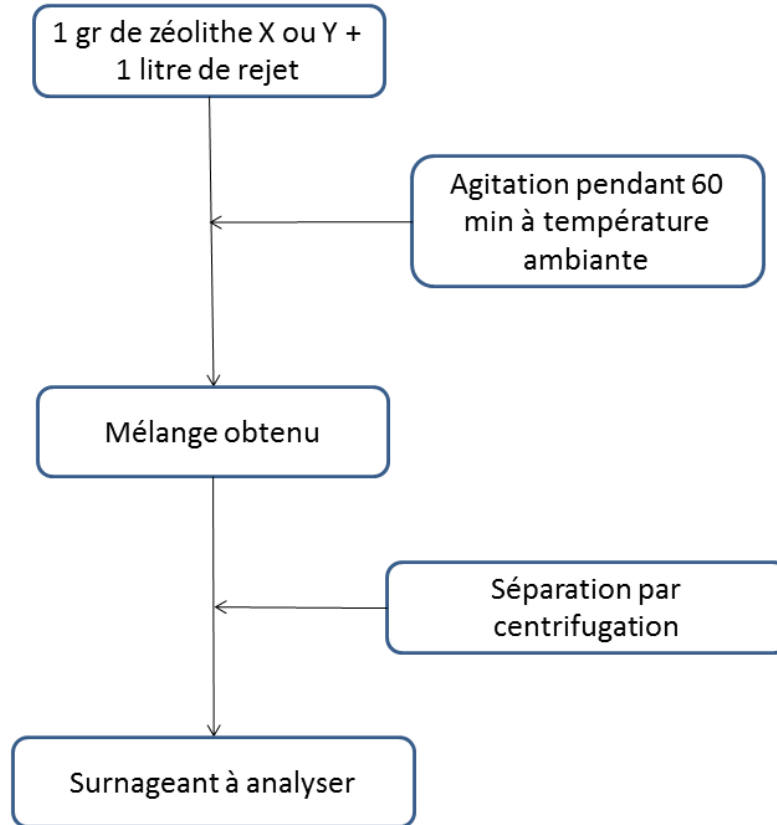 1 gr de zéolithe X ou Y +
1 litre de rejet
Agitation pendant 60
min à température
ambiante
Mélange obtenu
Séparation par
centrifugation
Surnageant à analyser